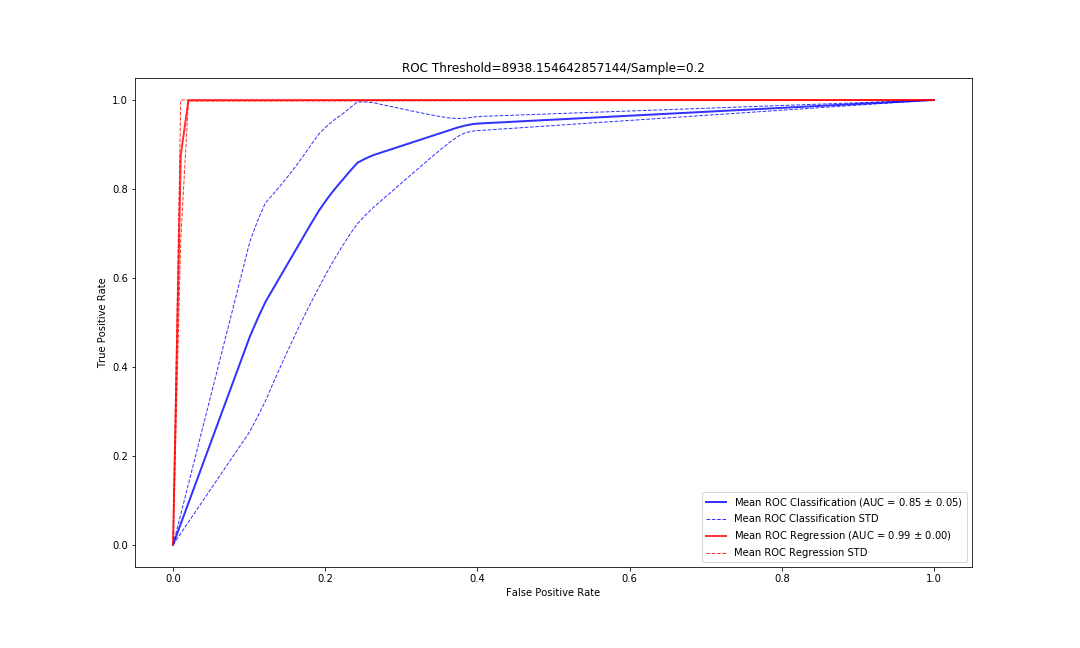 ROC Threshold=8938.154642857144/Sample=0.2
True Positive Rate
1.0
0.8
0.6
0.4
0.2
0.0
Mean ROC Classification (AUC = 0.85 ± 0.05)
Mean ROC Classification STD
Mean ROC Regression (AUC = 0.99 ± 0.00)
Mean ROC Regression STD
0.0 0.2 0.4 0.6 0.8 1.0
False Positive Rate